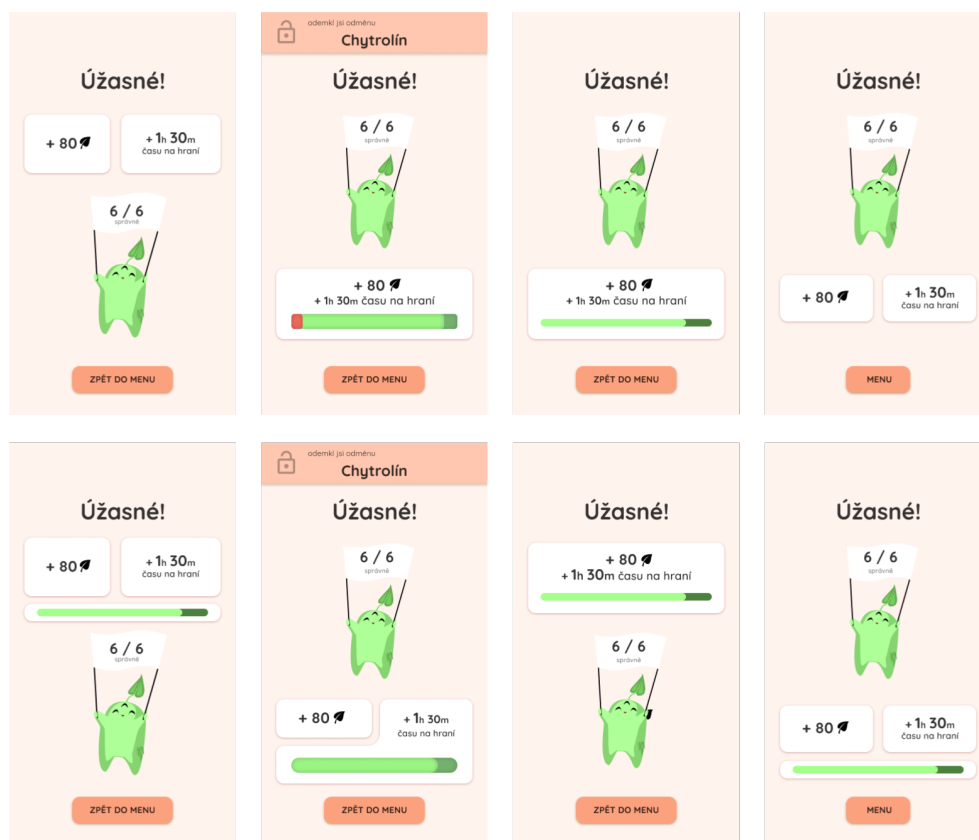 Úžasné!
+ 80
+ 1h 30m
času na hraní
6 / 6
správně
ZPĚT DO MENU
odemkl jsi odměnu
Chytrolín
Úžasné!
6 / 6
správně
+ 80
+ 1h 30m času na hraní
ZPĚT DO MENU
Úžasné!
6 / 6
správně
+ 80
+ 1h 30m času na hraní
ZPĚT DO MENU
Úžasné!
6 / 6
správně
+ 80
+ 1h 30m
času na hraní
MENU
Úžasné!
+ 80
+ 1h 30m
času na hraní
6 / 6
správně
ZPĚT DO MENU
odemkl jsi odměnu
Chytrolín
Úžasné!
6 / 6
správně
+ 80
+ 1h 30m
času na hraní
ZPĚT DO MENU
Úžasné!
+ 80
+ 1h 30m času na hraní
6 / 6
správně
ZPĚT DO MENU
Úžasné!
6 / 6
správně
+ 80
+ 1h 30m
času na hraní
MENU